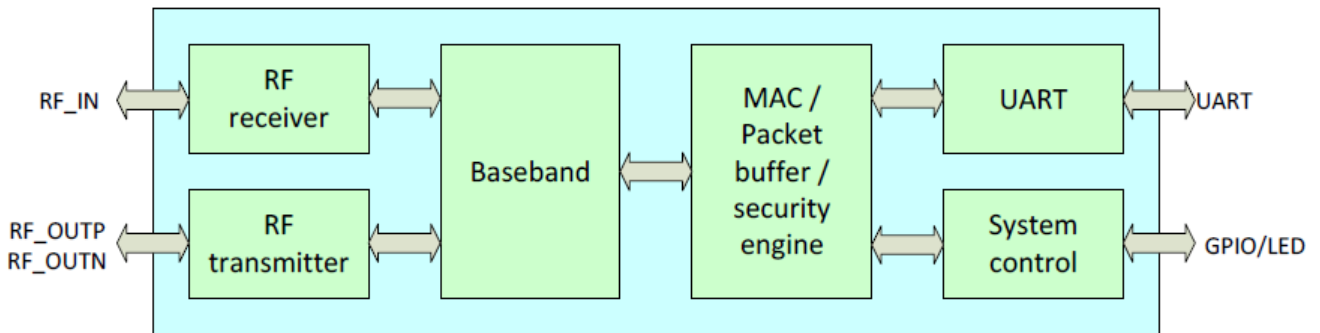 RF_IN
RF
receiver
RF_OUTP
RF_OUTN
RF
transmitter
Baseband
MAC /
Packet
buffer /
security
engine
UART
UART
System
control
GPIO/LED